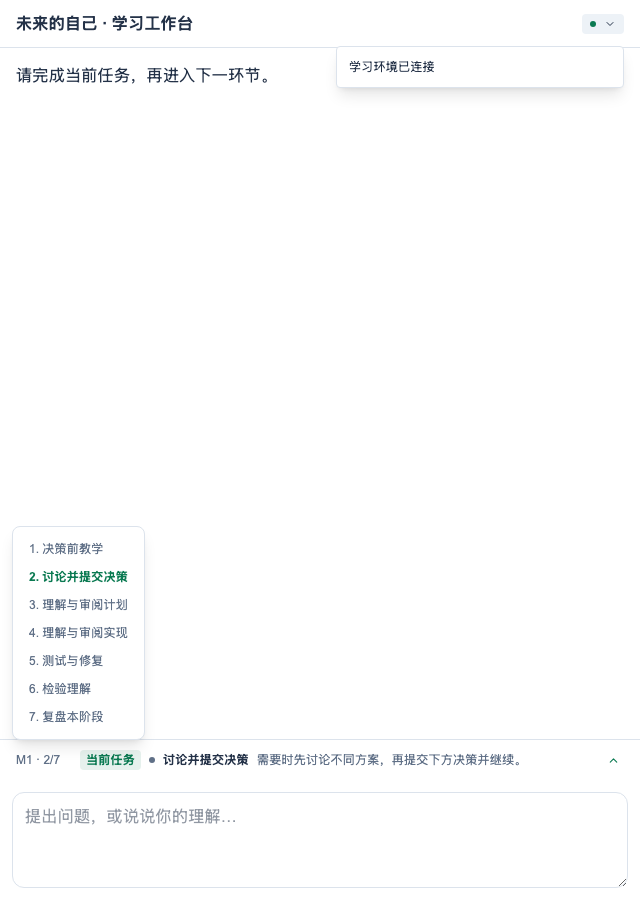 未来的自己 · 学习工作台
学习环境已连接
请完成当前任务，再进入下一环节。
1. 决策前教学
2. 讨论并提交决策
3. 理解与审阅计划
4. 理解与审阅实现
5. 测试与修复
6. 检验理解
7. 复盘本阶段
M1 · 2/7 当前任务 讨论并提交决策 需要时先讨论不同方案，再提交下方决策并继续。
提出问题，或说说你的理解…